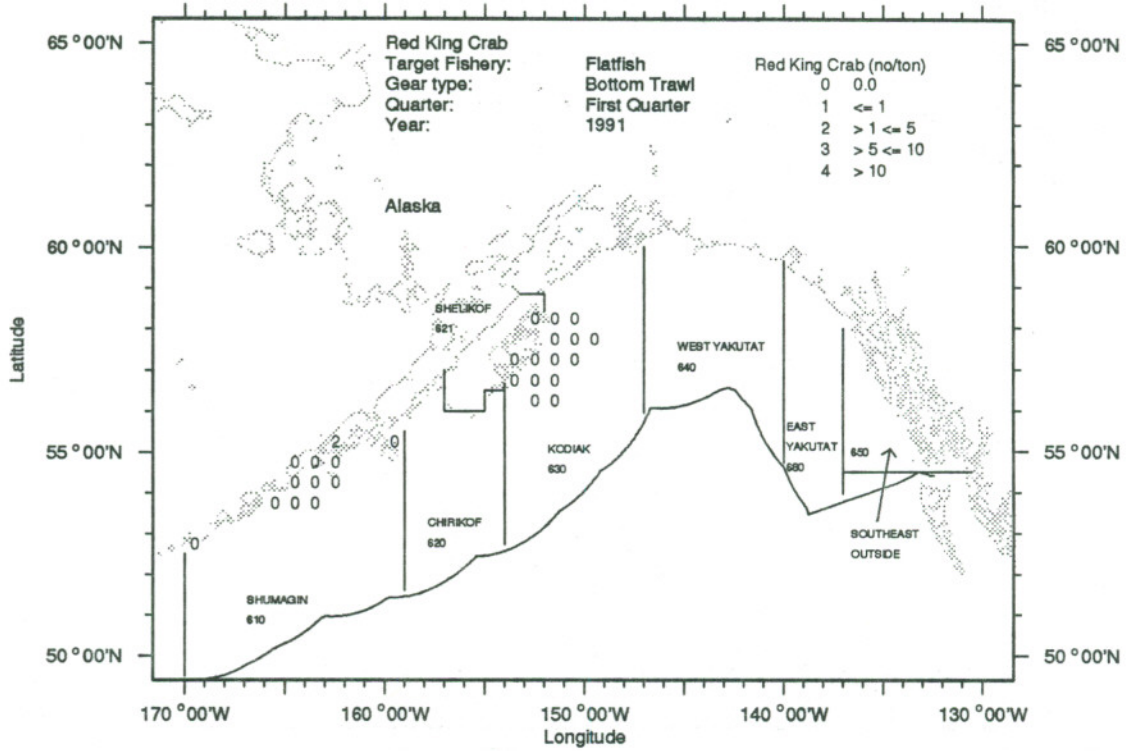 65°00'N
65°00'N
Red King Crab
Target Fishery: Flatfish
Gear type: Bottom Trawl
Quarter: First Quarter
Year: 1991
Red King Crab (no/ton)
0 0.0
1 <= 1
2 > 1 <= 5
3 > 5 <= 10
4 > 10
Alaska
60°00'N
60°00'N
Latitude
SHELIKOF
621
0 0 0
0 0 0 0
0 0 0 0
0 0 0
0 0
WEST YAKUTAT
640
55°00'N
55°00'N
2 0
0 0 0
0 0 0
0 0 0
0
KODIAK
630
EAST
YAKUTAT
680
650
CHIRIKOF
620
SOUTHEAST
OUTSIDE
SHUMAGIN
610
50°00'N
50°00'N
170°00'W 160°00'W 150°00'W 140°00'W 130°00'W
Longitude